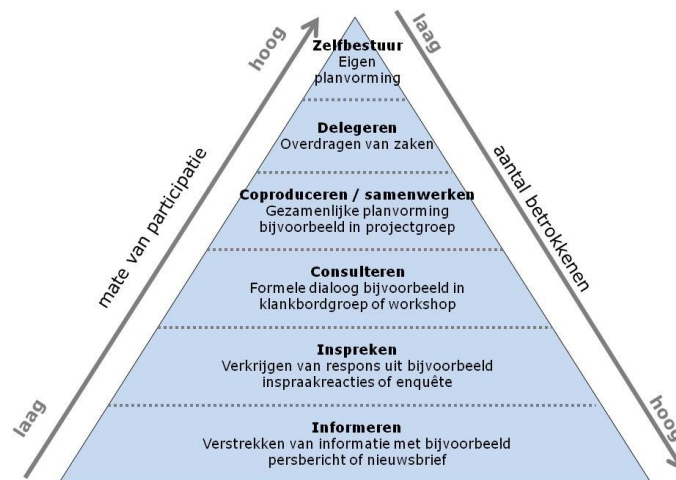 hoog
laag
Zelfbestuur
Eigen
planvorming
Delegeren
Overdragen van zaken
mate van participatie
aantal betrokkenen
Coproduceren / samenwerken
Gezamenlijke planvorming
bijvoorbeeld in projectgroep
Consulteren
Formele dialoog bijvoorbeeld in
klankbordgroep of workshop
Inspreken
Verkrijgen van respons uit bijvoorbeeld
inspraakreacties of enquête
laag
hoog
Informeren
Verstrekken van informatie met bijvoorbeeld
persbericht of nieuwsbrief